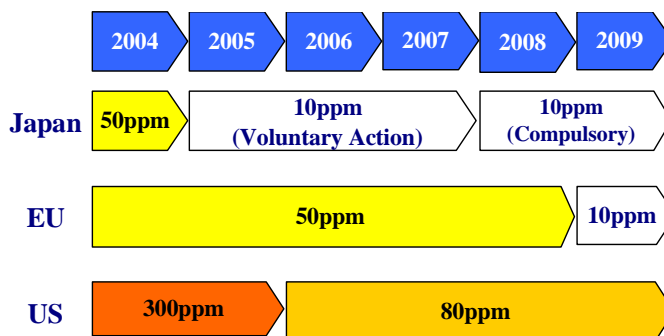 2004 2005 2006 2007 2008 2009
Japan 50ppm 10ppm 10ppm
(Voluntary Action) (Compulsory)
EU 50ppm 10ppm
US 300ppm 80ppm